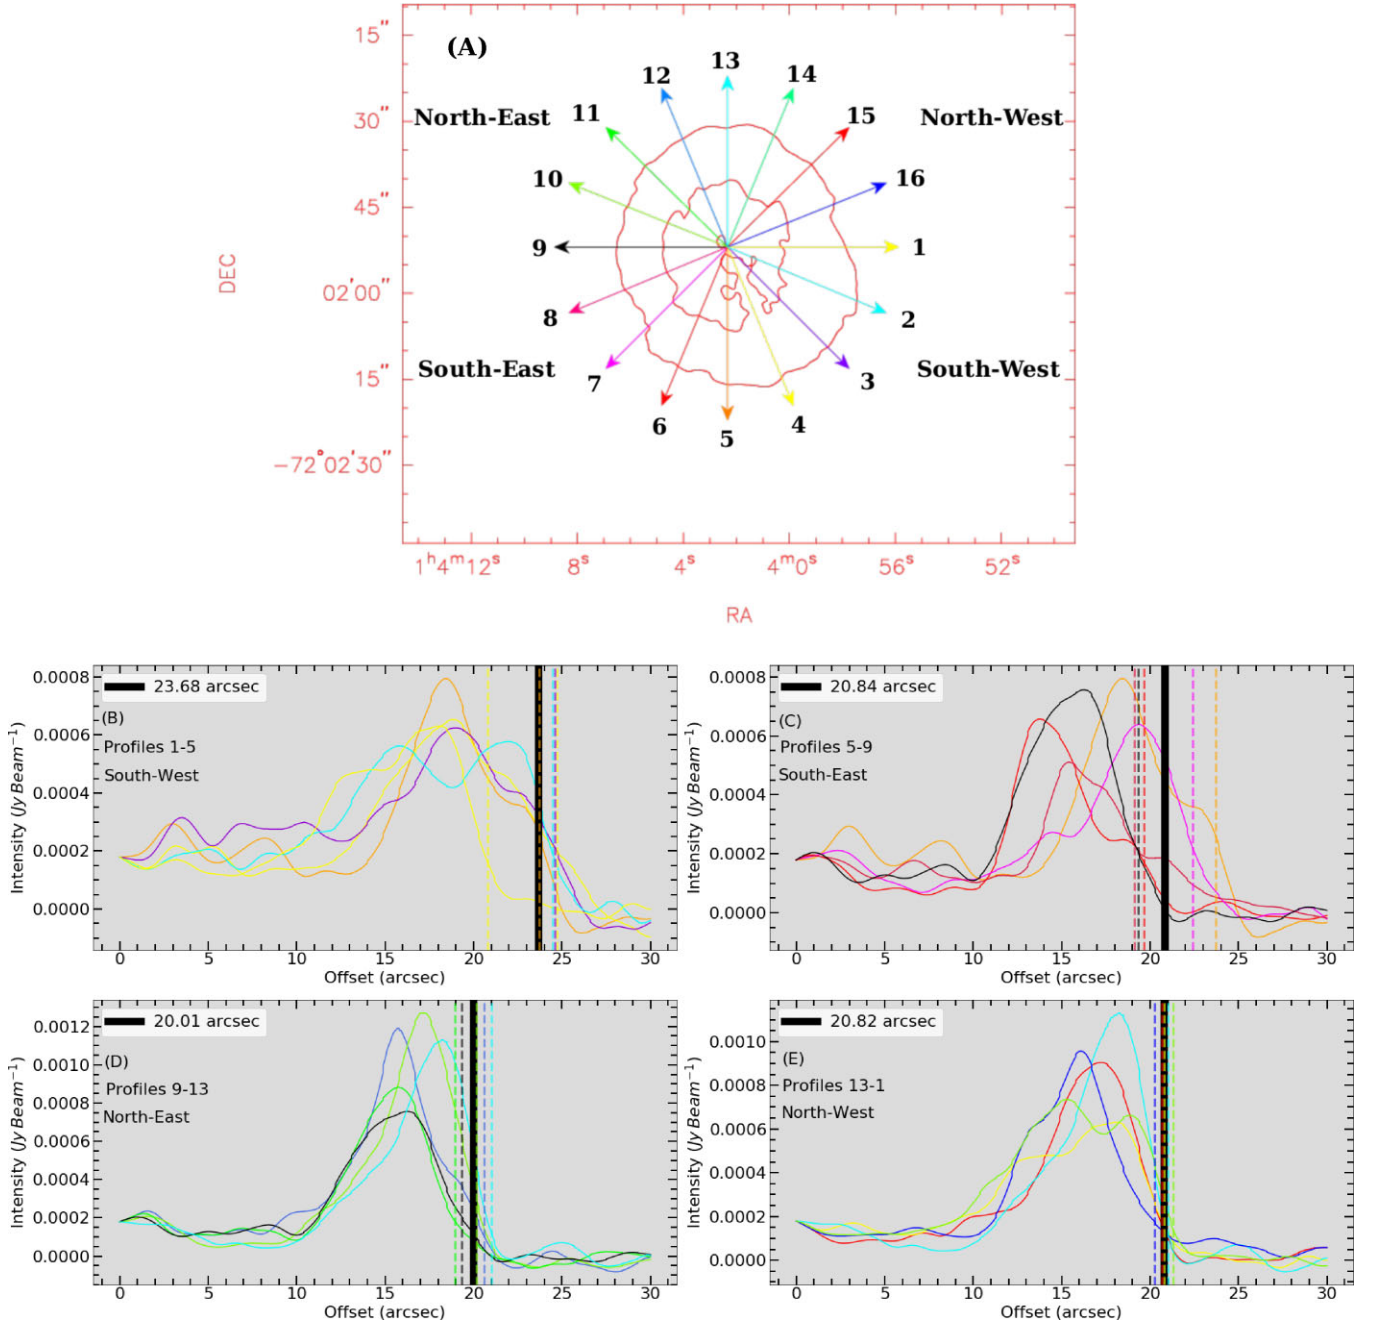 (A)
15″
30″
45″
02′00″
15″
−72°02′30″
DEC
1ʰ4ᵐ12ˢ 8ˢ 4ˢ 4ᵐ0ˢ 56ˢ 52ˢ
RA
North-East
North-West
South-East
South-West
12 13 14
11 15
10 16
9 1
8 2
7 3
6 5 4
23.68 arcsec
(B)
Profiles 1-5
South-West
Intensity (Jy Beam⁻¹)
0.0008
0.0006
0.0004
0.0002
0.0000
0 5 10 15 20 25 30
Offset (arcsec)
20.84 arcsec
(C)
Profiles 5-9
South-East
Intensity (Jy Beam⁻¹)
0.0008
0.0006
0.0004
0.0002
0.0000
0 5 10 15 20 25 30
Offset (arcsec)
20.01 arcsec
(D)
Profiles 9-13
North-East
Intensity (Jy Beam⁻¹)
0.0012
0.0010
0.0008
0.0006
0.0004
0.0002
0.0000
0 5 10 15 20 25 30
Offset (arcsec)
20.82 arcsec
(E)
Profiles 13-1
North-West
Intensity (Jy Beam⁻¹)
0.0010
0.0008
0.0006
0.0004
0.0002
0.0000
0 5 10 15 20 25 30
Offset (arcsec)